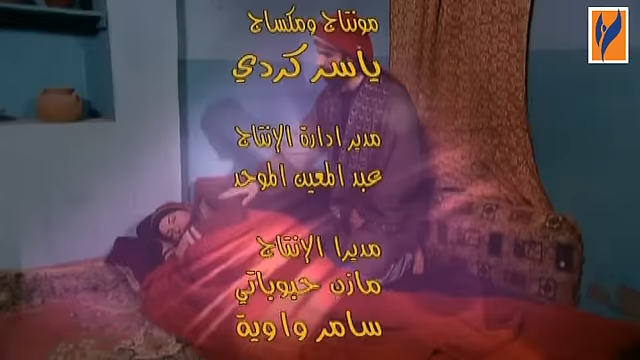 مونتاج ومكساج
ياسر كردي
مدير ادارة الإنتاج
عبد المعين الموحد
مديرا الإنتاج
مازن حبوباتي
سامر واوية